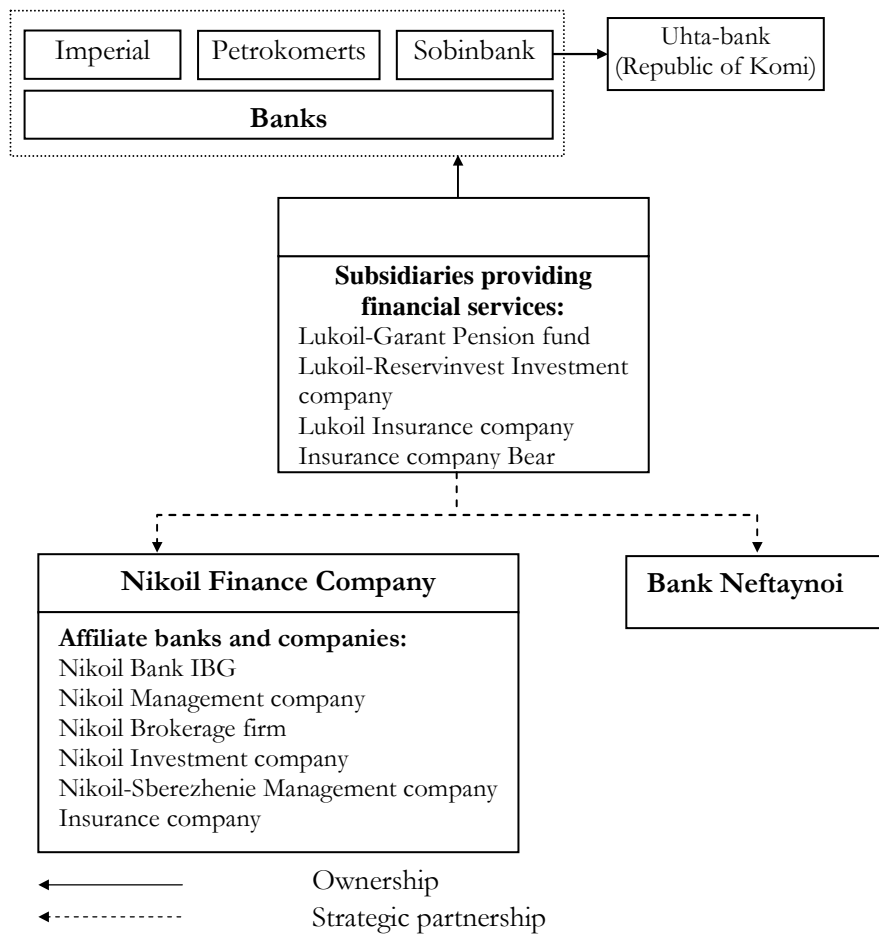 Imperial
Petrokomerts
Sobinbank
Uhta-bank
(Republic of Komi)
Banks
Subsidiaries providing
financial services:
Lukoil-Garant Pension fund
Lukoil-Reservinvest Investment
company
Lukoil Insurance company
Insurance company Bear
Nikoil Finance Company
Affiliate banks and companies:
Nikoil Bank IBG
Nikoil Management company
Nikoil Brokerage firm
Nikoil Investment company
Nikoil-Sberezhenie Management company
Insurance company
Bank Neftaynoi
Ownership
Strategic partnership